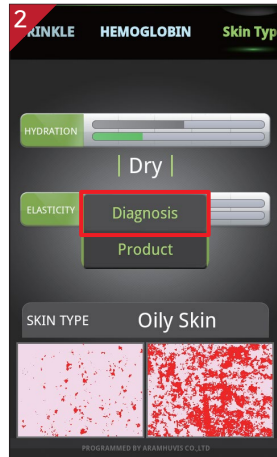 2
RINKLE HEMOGLOBIN Skin Typ
HYDRATION
| Dry |
ELASTICITY
Diagnosis
Product
SKIN TYPE Oily Skin
PROGRAMMED BY ARAMHUVIS CO.,LTD